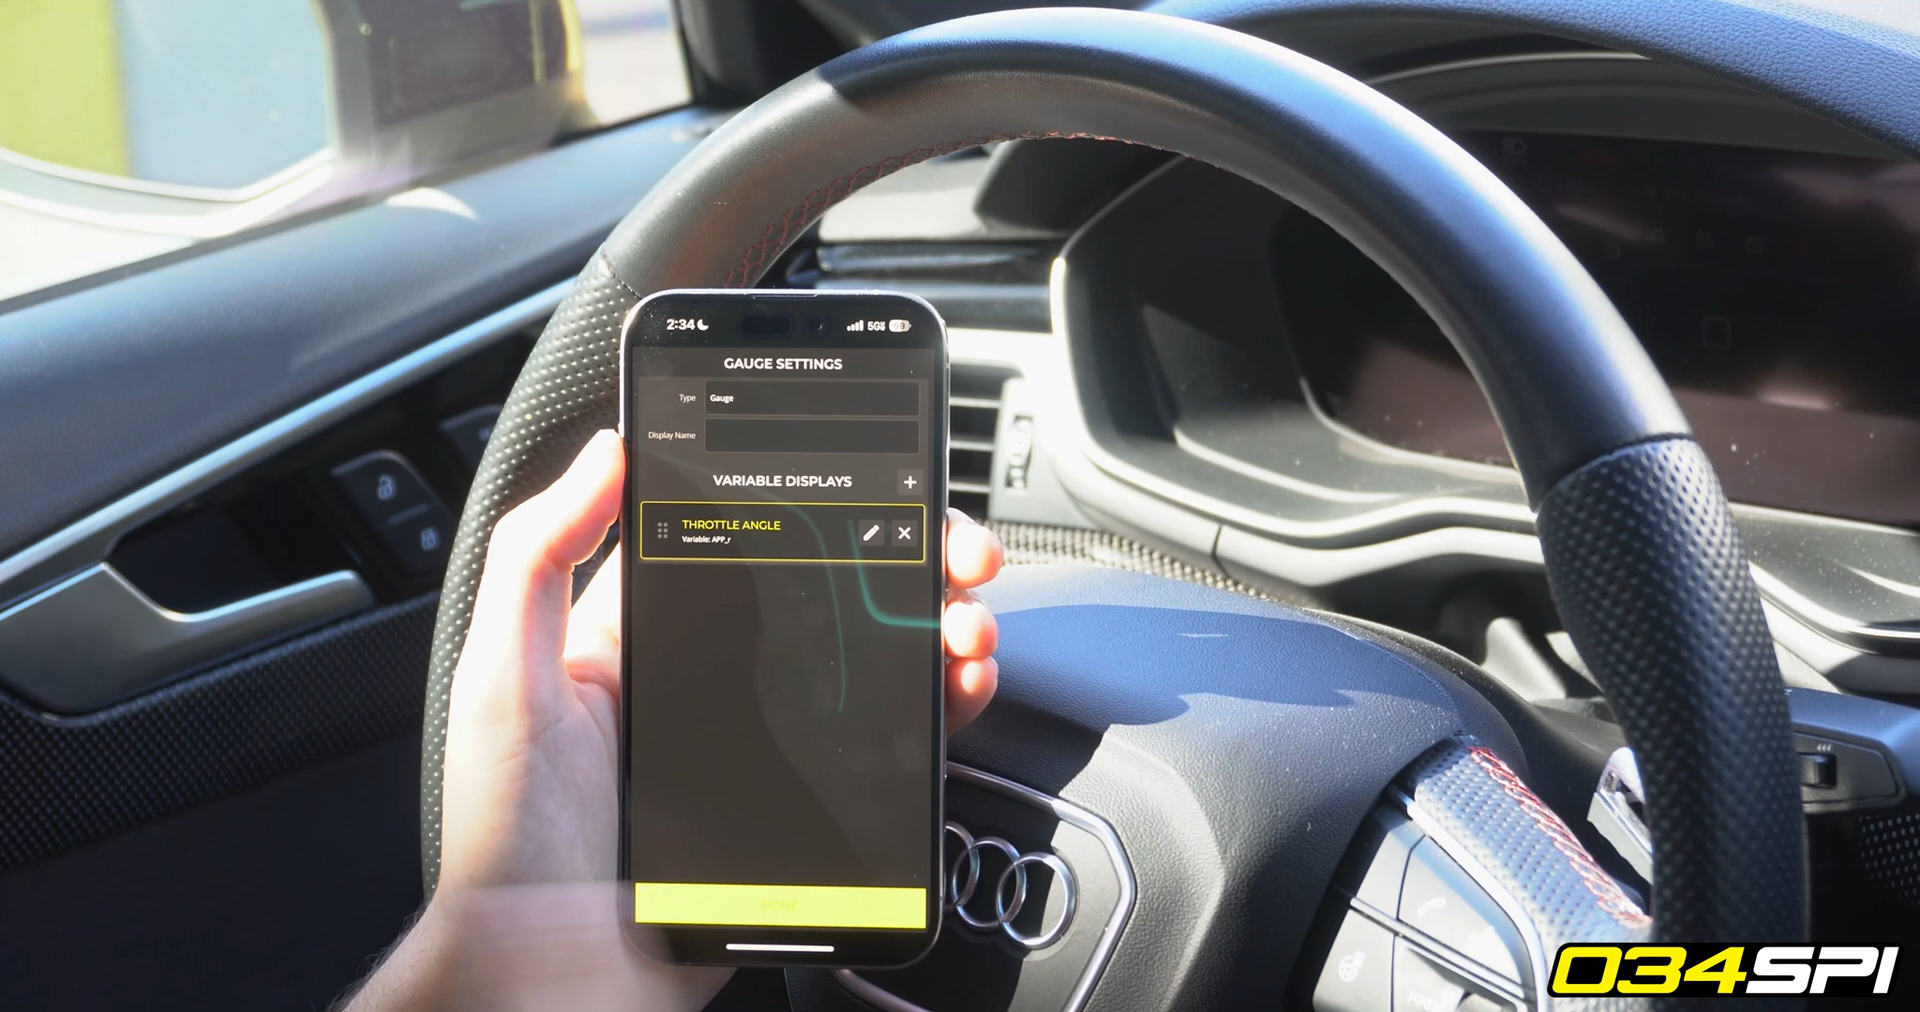 2:34
5G
GAUGE SETTINGS
Type
Gauge
Display Name
VARIABLE DISPLAYS
+
THROTTLE ANGLE
Variable: APP_r
034SPI